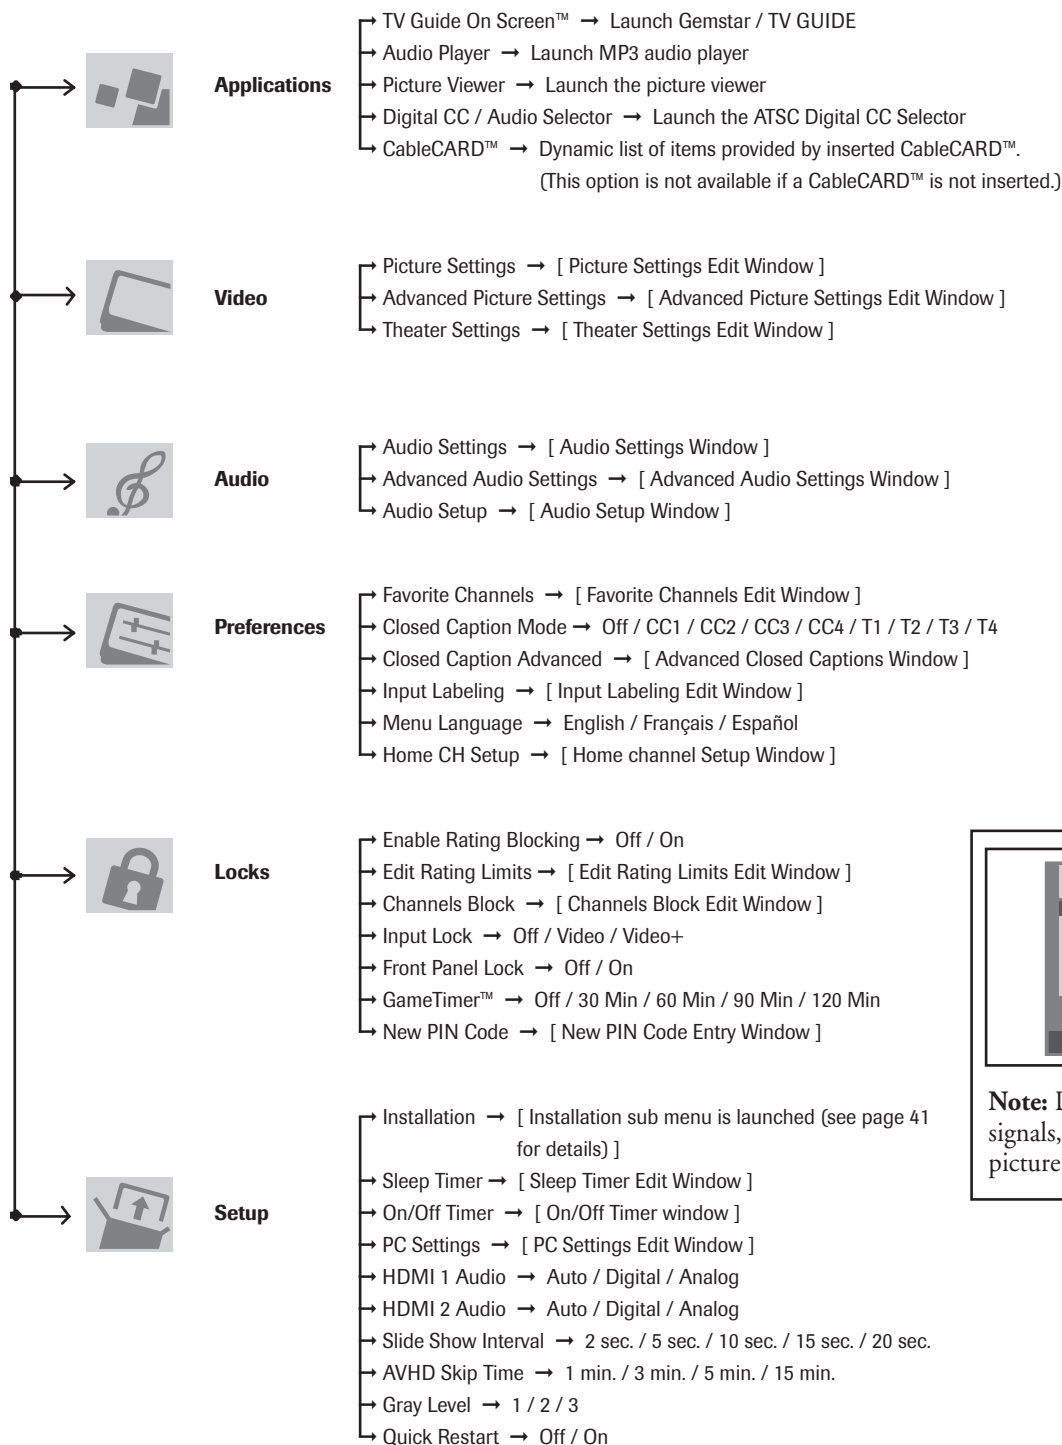 TV Guide On Screen™ → Launch Gemstar / TV GUIDE
Audio Player → Launch MP3 audio player
Applications
Picture Viewer → Launch the picture viewer
Digital CC / Audio Selector → Launch the ATSC Digital CC Selector
CableCARD™ → Dynamic list of items provided by inserted CableCARD™.
(This option is not available if a CableCARD™ is not inserted.)
Picture Settings → [ Picture Settings Edit Window ]
Video
Advanced Picture Settings → [ Advanced Picture Settings Edit Window ]
Theater Settings → [ Theater Settings Edit Window ]
Audio Settings → [ Audio Settings Window ]
Audio
Advanced Audio Settings → [ Advanced Audio Settings Window ]
Audio Setup → [ Audio Setup Window ]
Favorite Channels → [ Favorite Channels Edit Window ]
Preferences
Closed Caption Mode → Off / CC1 / CC2 / CC3 / CC4 / T1 / T2 / T3 / T4
Closed Caption Advanced → [ Advanced Closed Captions Window ]
Input Labeling → [ Input Labeling Edit Window ]
Menu Language → English / Français / Español
Home CH Setup → [ Home channel Setup Window ]
Enable Rating Blocking → Off / On
Locks
Edit Rating Limits → [ Edit Rating Limits Edit Window ]
Channels Block → [ Channels Block Edit Window ]
Input Lock → Off / Video / Video+
Front Panel Lock → Off / On
GameTimer™ → Off / 30 Min / 60 Min / 90 Min / 120 Min
New PIN Code → [ New PIN Code Entry Window ]
Installation → [ Installation sub menu is launched (see page 41
for details) ]
Sleep Timer → [ Sleep Timer Edit Window ]
Setup
On/Off Timer → [ On/Off Timer window ]
PC Settings → [ PC Settings Edit Window ]
HDMI 1 Audio → Auto / Digital / Analog
HDMI 2 Audio → Auto / Digital / Analog
Slide Show Interval → 2 sec. / 5 sec. / 10 sec. / 15 sec. / 20 sec.
AVHD Skip Time → 1 min. / 3 min. / 5 min. / 15 min.
Gray Level → 1 / 2 / 3
Quick Restart → Off / On
Note:
signals,
picture